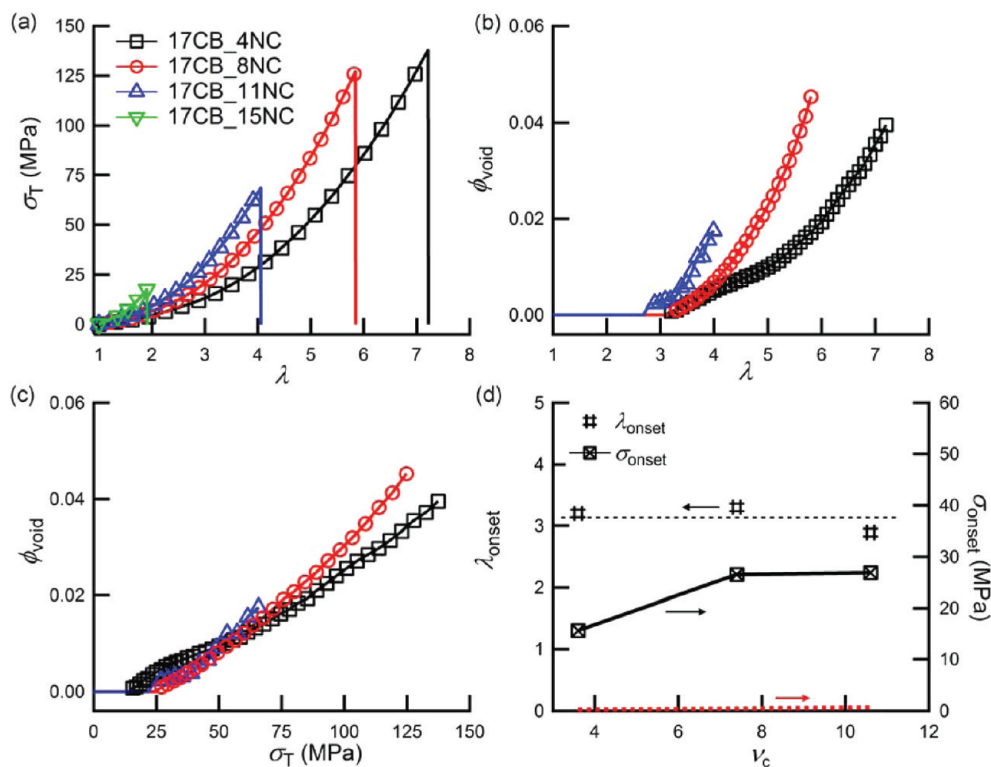 (a)
150
125
100
75
50
25
0
σT (MPa)
17CB_4NC
17CB_8NC
17CB_11NC
17CB_15NC
1 2 3 4 5 6 7 8
λ
(b)
0.06
0.04
0.02
0.00
ϕvoid
1 2 3 4 5 6 7 8
λ
(c)
0.06
0.04
0.02
0.00
ϕvoid
0 25 50 75 100 125 150
σT (MPa)
(d)
5
4
3
2
1
0
λonset
λonset
σonset
60
50
40
30
20
10
0
σonset
(MPa)
4 6 8 10 12
νc